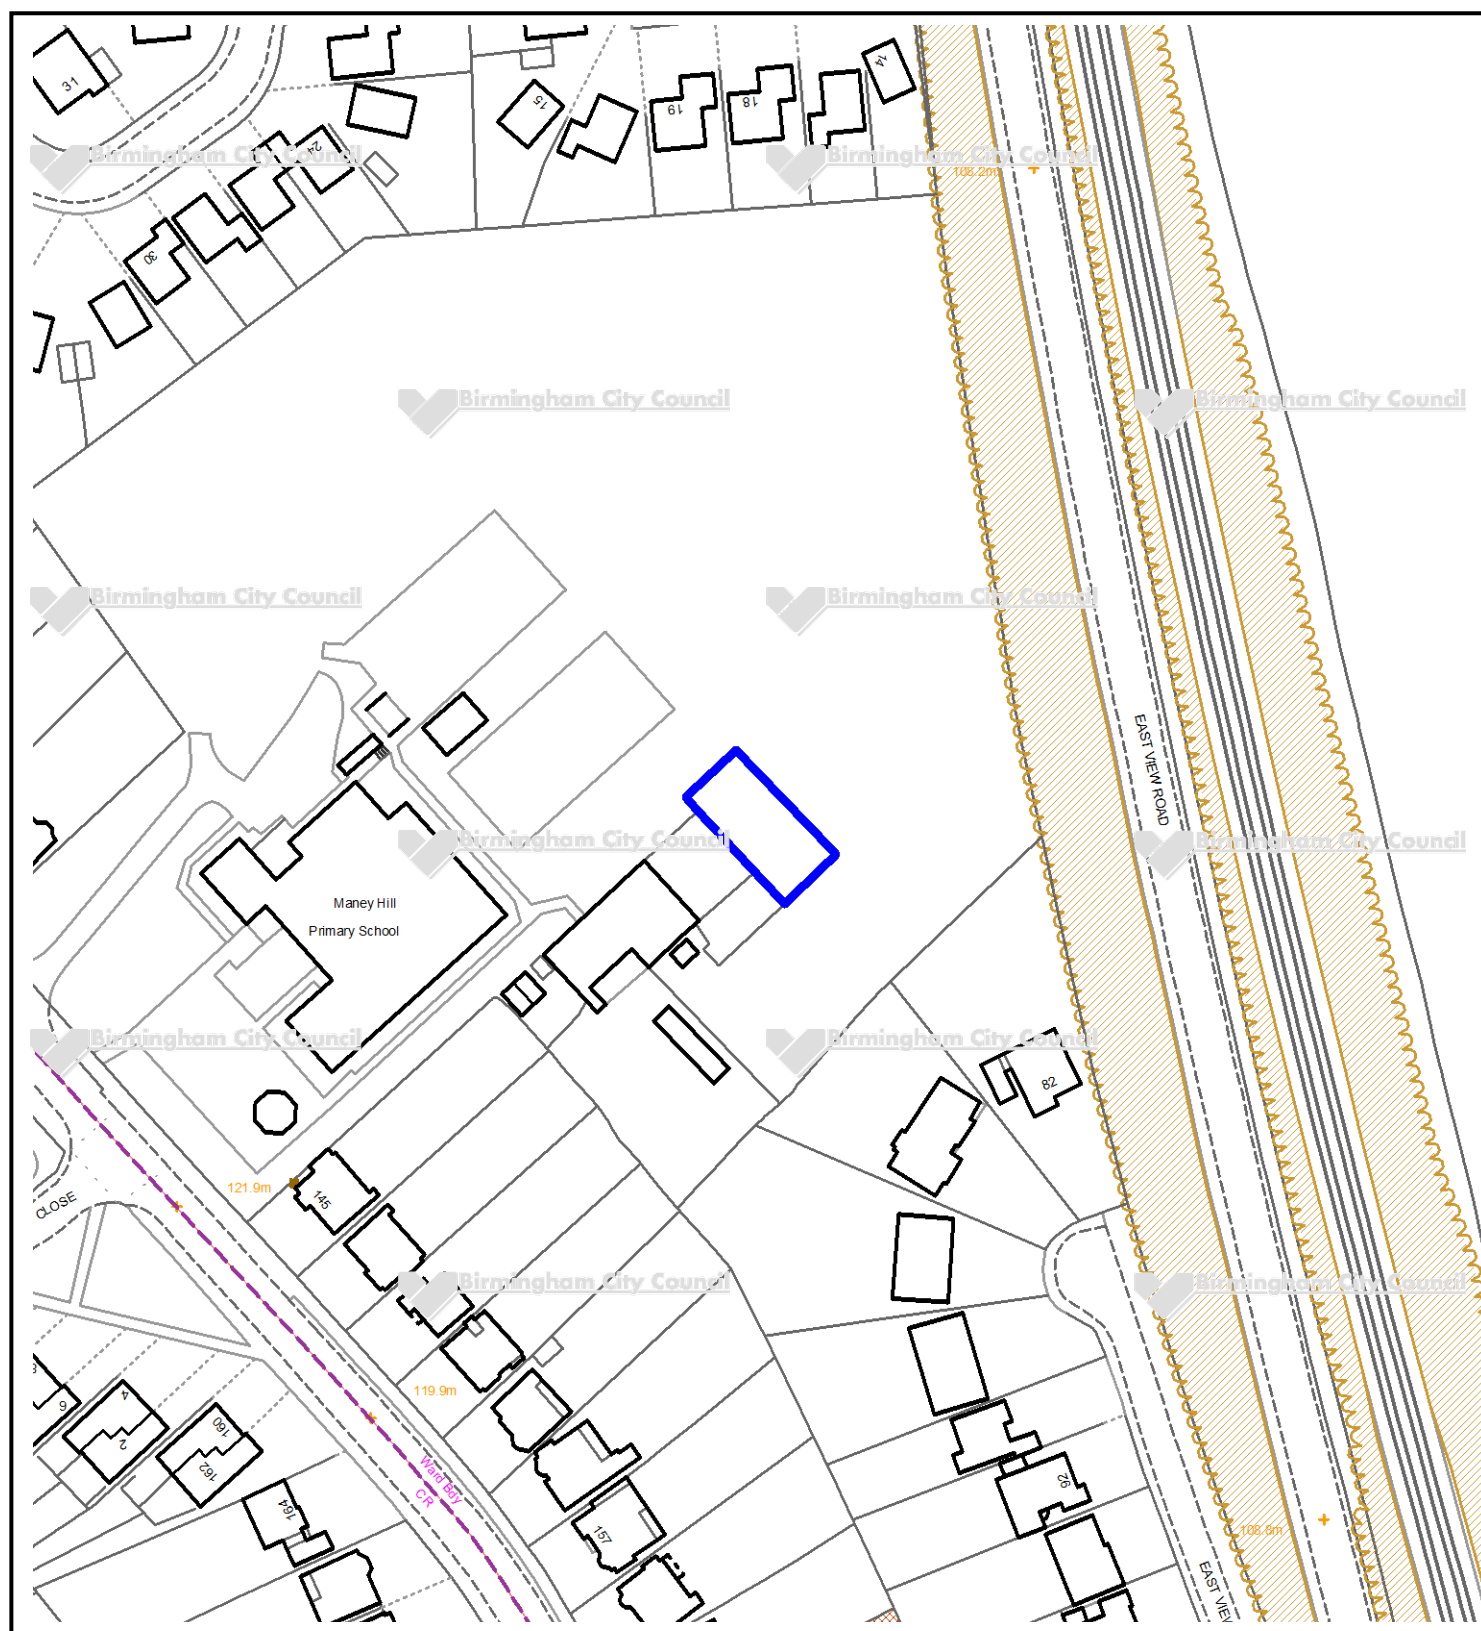 31
15
19
18
14
24
Birmingham City Council
Birmingham City Council
108.2m
30
Birmingham City Council
Birmingham City Council
Birmingham City Council
Birmingham City Council
EAST VIEW ROAD
1
Birmingham City Council
Birmingham City Council
Maney Hill
Primary School
Birmingham City Council
Birmingham City Council
82
121.9m
145
CLOSE
Birmingham City Council
Birmingham City Council
119.9m
4
6
2
160
162
Ward Bdy
CR
92
164
157
108.8m